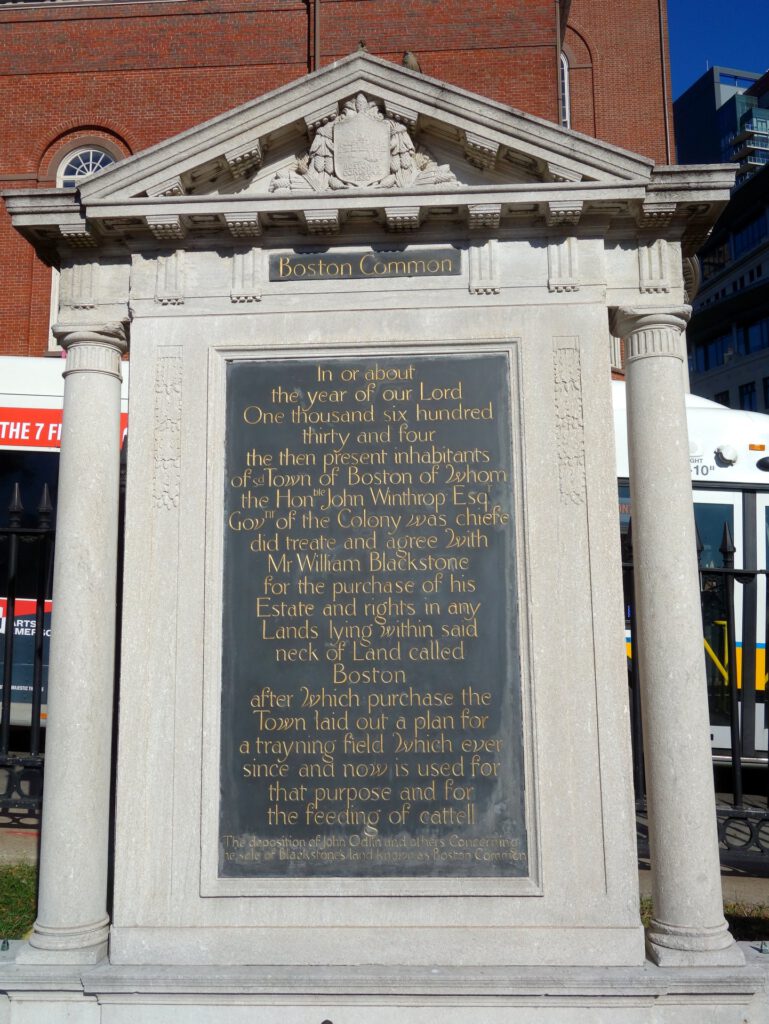 Boston Common
In or about
the year of our Lord
One thousand six hundred
thirty and four
the then present inhabitants
of sd Town of Boston of Whom
the Honble John Winthrop Esqr
Govnr of the Colony was chiefe
did treate and agree With
Mr William Blackstone
for the purchase of his
Estate and rights in any
Lands lying within said
neck of Land called
Boston
after Which purchase the
Town laid out a plan for
a trayning field Which ever
since and now is used for
that purpose and for
the feeding of cattell
The deposition of John Odlin and others Concerning
he sale of Blackstone's land known as Boston Common
THE 7 F
ARTS
EMERSO
-10"